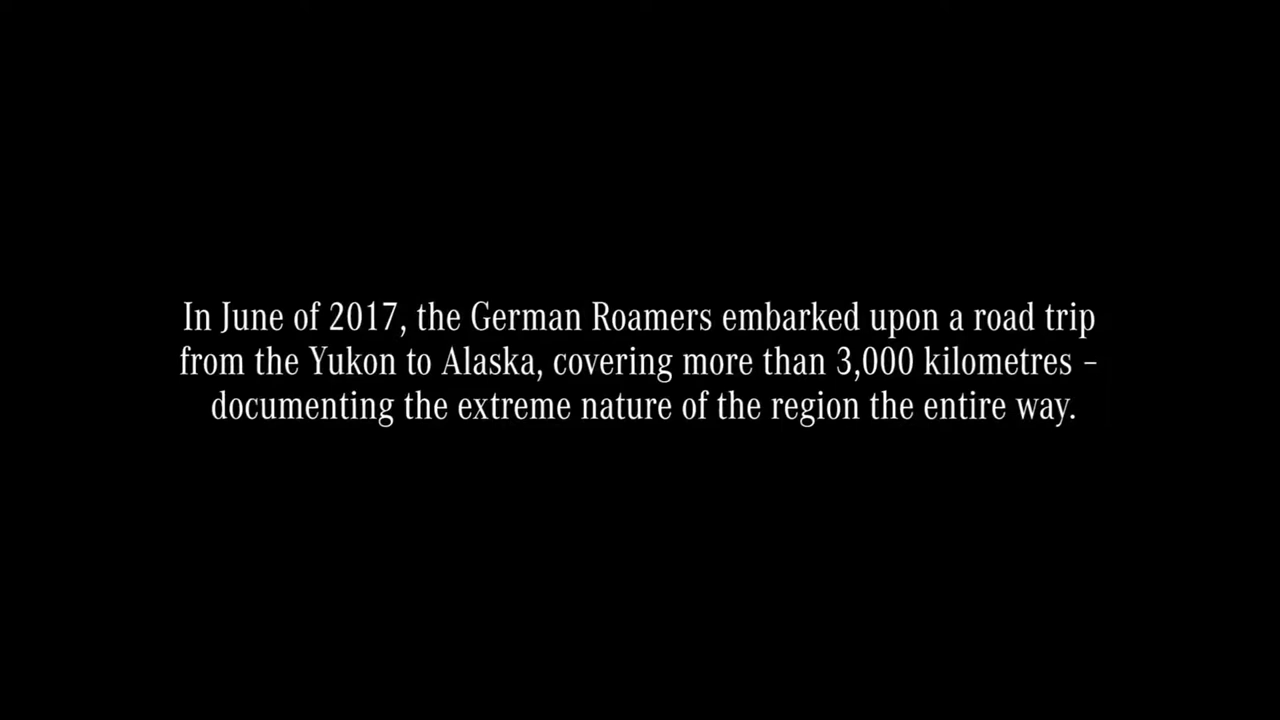 In June of 2017, the German Roamers embarked upon a road trip
from the Yukon to Alaska, covering more than 3,000 kilometres –
documenting the extreme nature of the region the entire way.